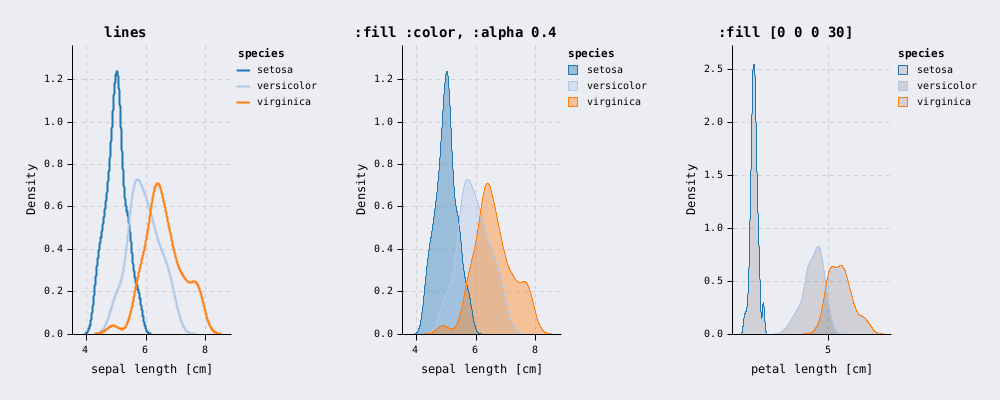 lines
species
setosa
versicolor
virginica
1.2
1.0
0.8
0.6
0.4
0.2
0.0
Density
4 6 8
sepal length [cm]
:fill :color, :alpha 0.4
species
setosa
versicolor
virginica
1.2
1.0
0.8
0.6
0.4
0.2
0.0
Density
4 6 8
sepal length [cm]
:fill [0 0 0 30]
species
setosa
versicolor
virginica
2.5
2.0
1.5
1.0
0.5
0.0
Density
5
petal length [cm]